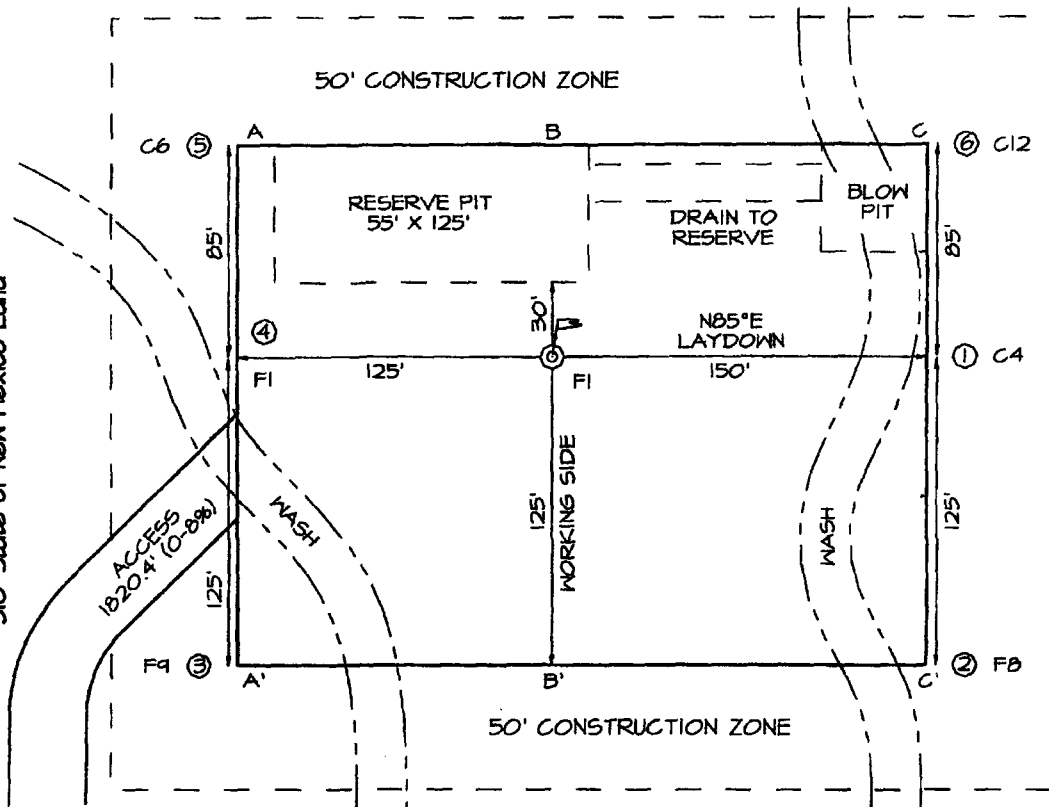 50' CONSTRUCTION ZONE
C6 ⑤ A B C ⑥ C12
RESERVE PIT
55' X 125'
BLOW
PIT
DRAIN TO
RESERVE
85'
85'
30'
④
N85°E
LAYDOWN
F1 125' F1 150' ① C4
WORKING SIDE
125'
125'
125'
WASH
WASH
ACCESS
1820.4' (0-8%)
F9 ③ A' B' C' ② F8
50' CONSTRUCTION ZONE